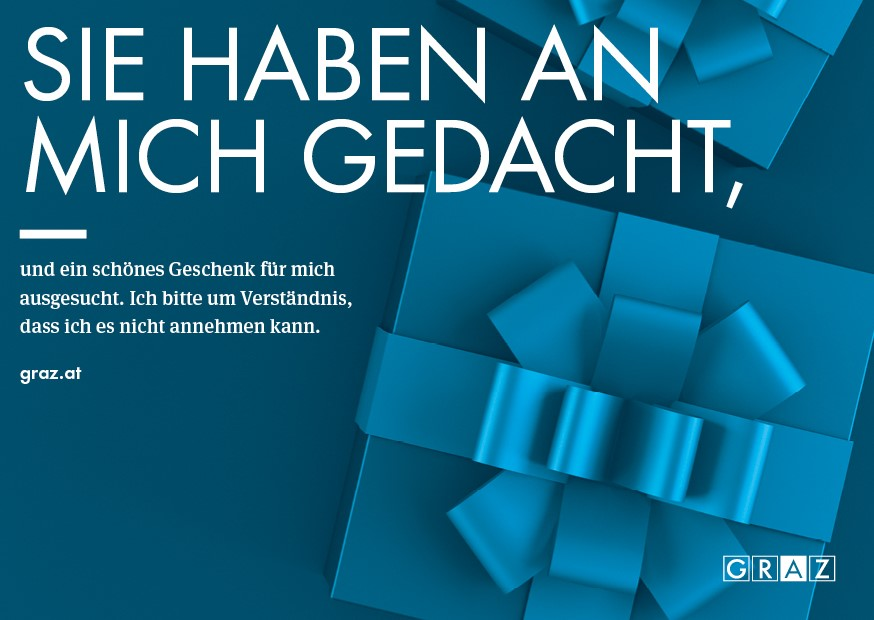 SIE HABEN AN
MICH GEDACHT,
und ein schönes Geschenk für mich
ausgesucht. Ich bitte um Verständnis,
dass ich es nicht annehmen kann.
graz.at
GRAZ